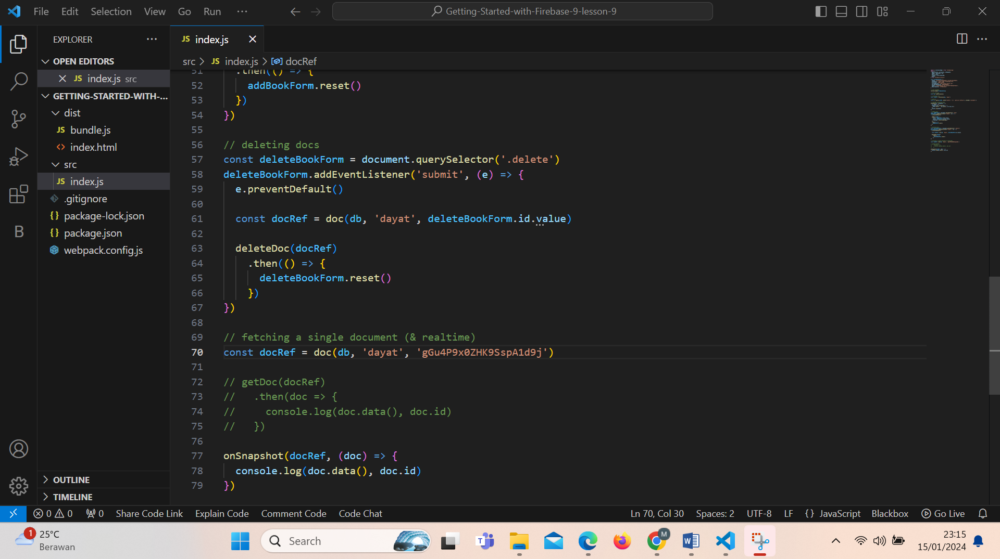 File Edit Selection View Go Run ···
Getting-Started-with-Firebase-9-lesson-9
EXPLORER
OPEN EDITORS
JS index.js src
GETTING-STARTED-WITH-...
dist
JS bundle.js
<> index.html
src
JS index.js
.gitignore
{} package-lock.json
{} package.json
webpack.config.js
B
OUTLINE
TIMELINE
JS index.js
src > JS index.js > docRef
51 .then(() => {
52 addBookForm.reset()
53 })
54 })
55
56 // deleting docs
57 const deleteBookForm = document.querySelector('.delete')
58 deleteBookForm.addEventListener('submit', (e) => {
59 e.preventDefault()
60
61 const docRef = doc(db, 'dayat', deleteBookForm.id.value)
62
63 deleteDoc(docRef)
64 .then(() => {
65 deleteBookForm.reset()
66 })
67 })
68
69 // fetching a single document (& realtime)
70 const docRef = doc(db, 'dayat', 'gGu4P9x0ZHK9SspA1d9j')
71
72 // getDoc(docRef)
73 // .then(doc => {
74 // console.log(doc.data(), doc.id)
75 // })
76
77 onSnapshot(docRef, (doc) => {
78 console.log(doc.data(), doc.id)
79 })
0 0 0 Share Code Link Explain Code Comment Code Code Chat Ln 70, Col 30 Spaces: 2 UTF-8 LF {} JavaScript Blackbox Go Live
1 25°C
Berawan
Search
M
23:15
15/01/2024